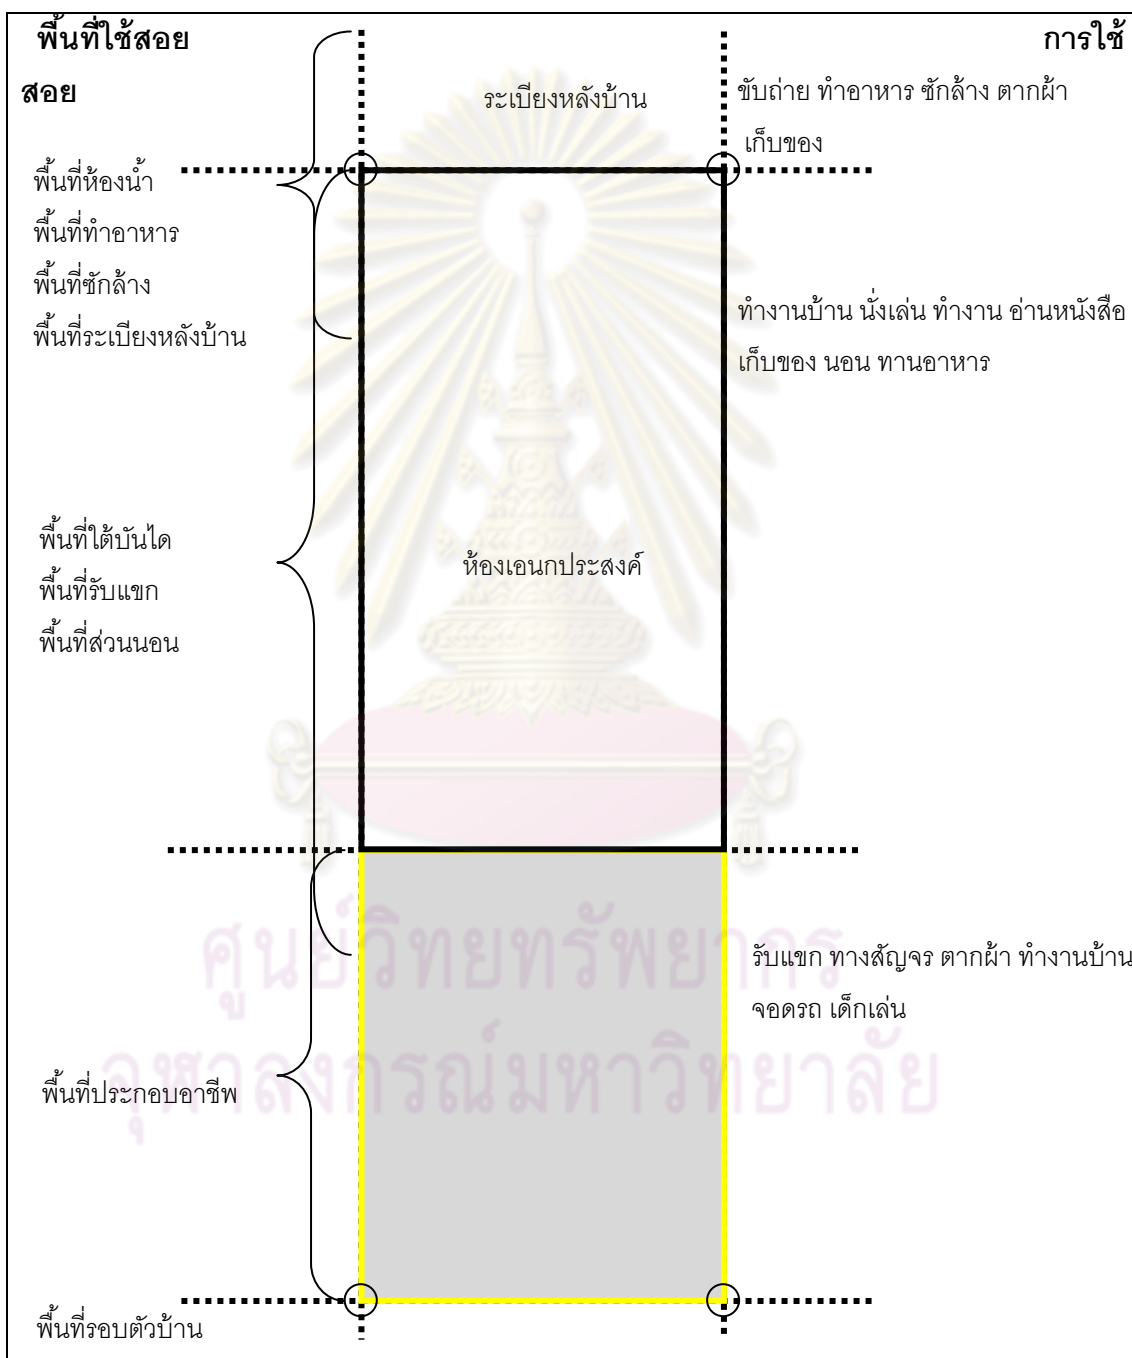 พื้นที่ใช้สอย การใช้
สอย
ระเบียงหลังบ้าน
ขับถ่าย ทำอาหาร ซักล้าง ตากผ้า
เก็บของ
พื้นที่ห้องน้ำ
พื้นที่ทำอาหาร
พื้นที่ซักล้าง
พื้นที่ระเบียงหลังบ้าน
ทำงานบ้าน นั่งเล่น ทำงาน อ่านหนังสือ
เก็บของ นอน ทานอาหาร
พื้นที่ใต้บันได
พื้นที่รับแขก
พื้นที่ส่วนนอน
ห้องเอนกประสงค์
รับแขก ทางสัญจร ตากผ้า ทำงานบ้าน
จอดรถ เด็กเล่น
ศูนย์วิทยทรัพยากร
จุฬาลงกรณ์มหาวิทยาลัย
พื้นที่ประกอบอาชีพ
พื้นที่รอบตัวบ้าน